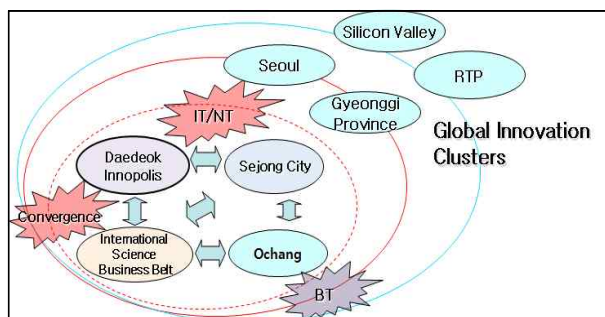 Silicon Valley
Seoul
RTP
IT/NT
Gyeonggi
Province
Global Innovation
Clusters
Daedeok
Innopolis
Sejong City
Convergence
International
Science
Business Belt
Ochang
BT